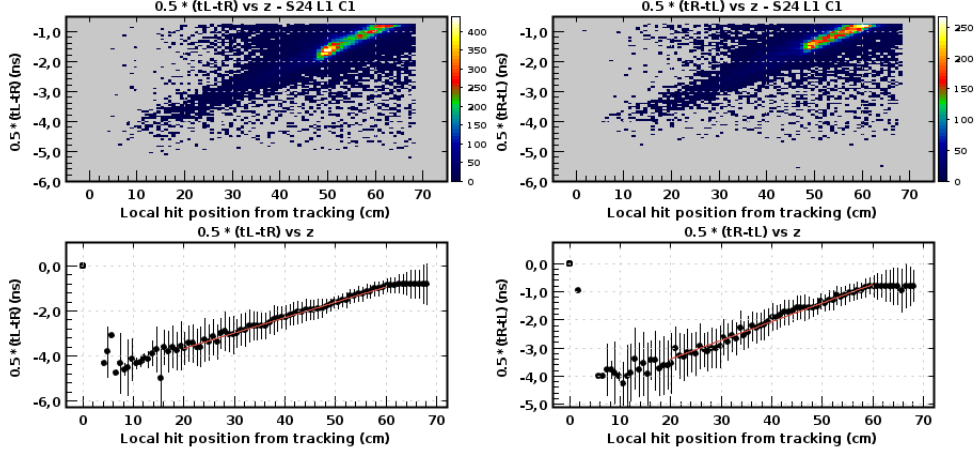 0.5 * (tL-tR) vs z - S24 L1 C1
0.5 * (tL-tR) (ns)
-1,0
-2,0
-3,0
-4,0
-5,0
-6,0
0 10 20 30 40 50 60 70
Local hit position from tracking (cm)
400
350
300
250
200
150
100
50
0
0.5 * (tR-tL) vs z - S24 L1 C1
0.5 * (tR-tL) (ns)
-1,0
-2,0
-3,0
-4,0
-5,0
-6,0
0 10 20 30 40 50 60 70
Local hit position from tracking (cm)
250
200
150
100
50
0
0.5 * (tL-tR) vs z
0.5 * (tL-tR) (ns)
0,0
-2,0
-4,0
-6,0
0 10 20 30 40 50 60 70
Local hit position from tracking (cm)
0.5 * (tR-tL) vs z
0.5 * (tR-tL) (ns)
0,0
-1,0
-2,0
-3,0
-4,0
-5,0
0 10 20 30 40 50 60 70
Local hit position from tracking (cm)